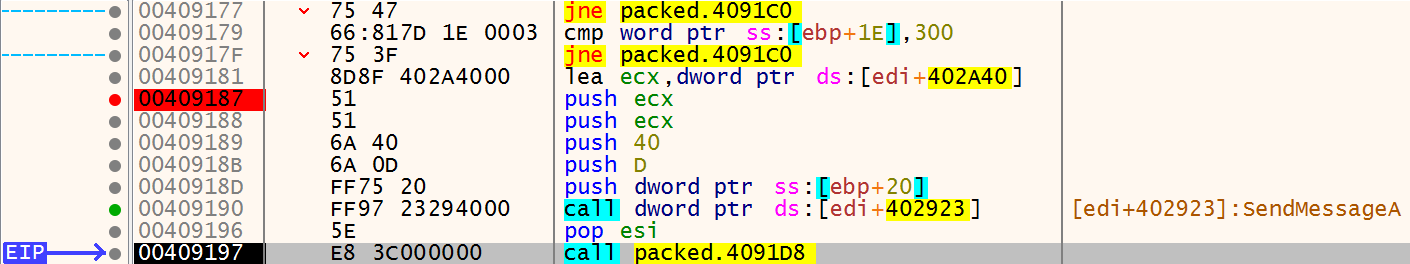 00409177 75 47 jne packed.4091C0
00409179 66:817D 1E 0003 cmp word ptr ss:[ebp+1E],300
0040917F 75 3F jne packed.4091C0
00409181 8D8F 402A4000 lea ecx,dword ptr ds:[edi+402A40]
00409187 51 push ecx
00409188 51 push ecx
00409189 6A 40 push 40
0040918B 6A 0D push D
0040918D FF75 20 push dword ptr ss:[ebp+20]
00409190 FF97 23294000 call dword ptr ds:[edi+402923] [edi+402923]:SendMessageA
00409196 5E pop esi
EIP 00409197 E8 3C000000 call packed.4091D8